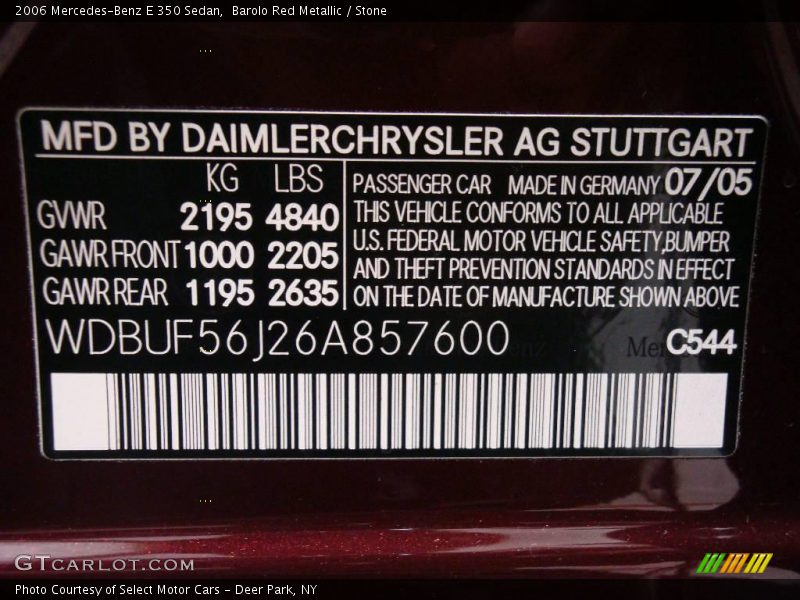 2006 Mercedes-Benz E 350 Sedan,  Barolo Red Metallic / Stone
MFD BY DAIMLERCHRYSLER AG STUTTGART
KG LBS
GVWR 2195 4840
GAWR FRONT 1000 2205
GAWR REAR 1195 2635
PASSENGER CAR MADE IN GERMANY 07/05
THIS VEHICLE CONFORMS TO ALL APPLICABLE
U.S. FEDERAL MOTOR VEHICLE SAFETY,BUMPER
AND THEFT PREVENTION STANDARDS IN EFFECT
ON THE DATE OF MANUFACTURE SHOWN ABOVE
WDBUF56J26A857600 C544
GTCARLOT.COM
Photo Courtesy of Select Motor Cars - Deer Park, NY